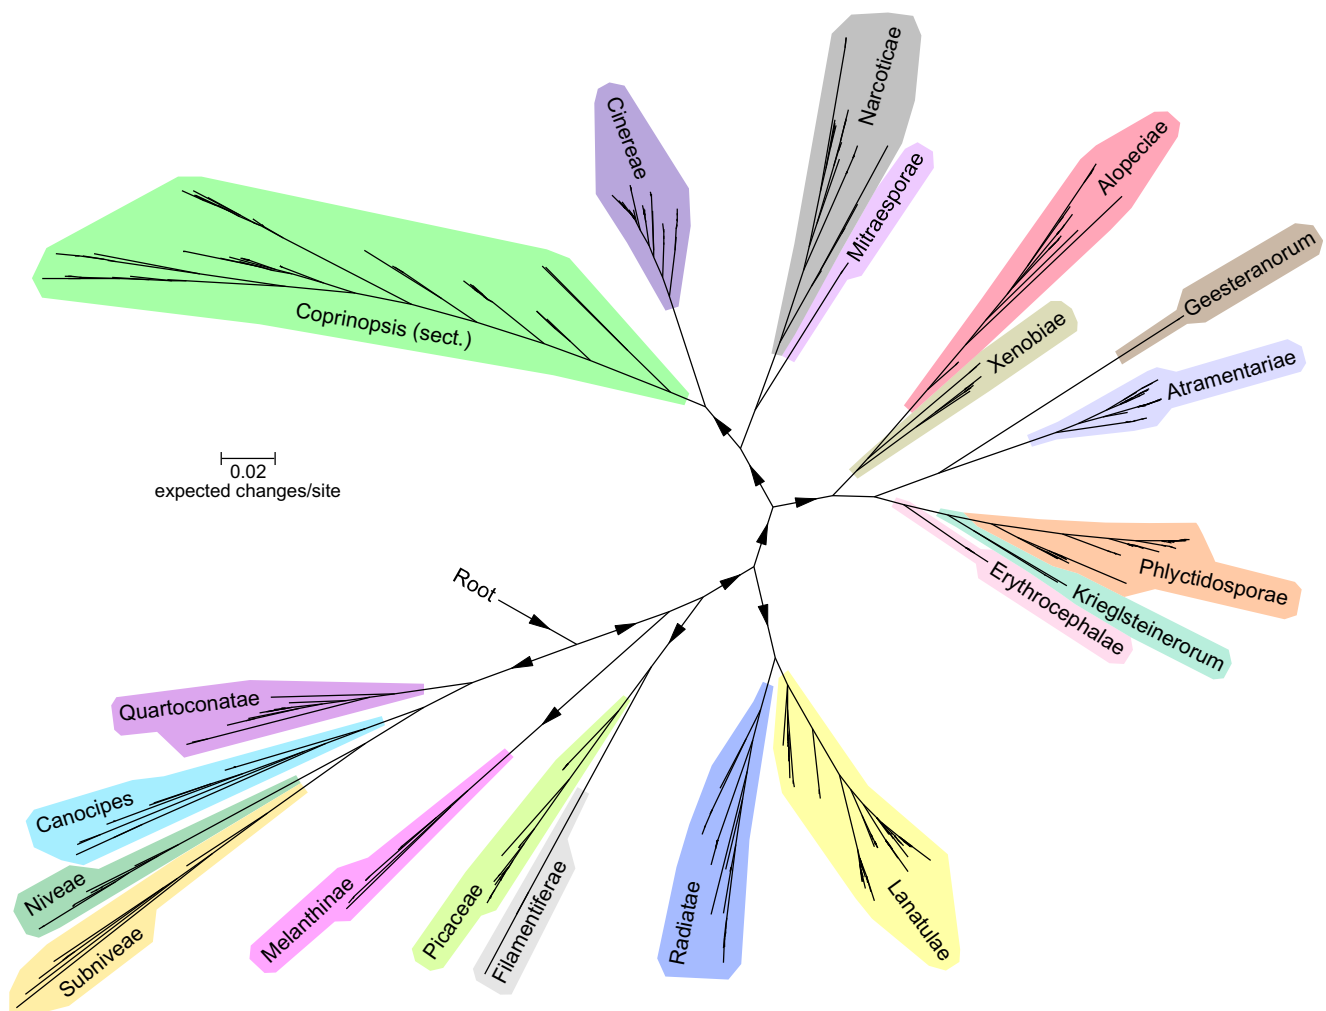 Narcoticae
Cinereae
Mitraesporae
Alopeciae
Geesteranorum
Coprinopsis (sect.)
Xenobiae
Atramentariae
0.02
expected changes/site
Phlyctidosporae
Krieglsteinerorum
Erythrocephalae
Root
Quartoconatae
Canocipes
Niveae
Subniveae
Melanthinae
Picaceae
Filamentiferae
Radiatae
Lanatulae